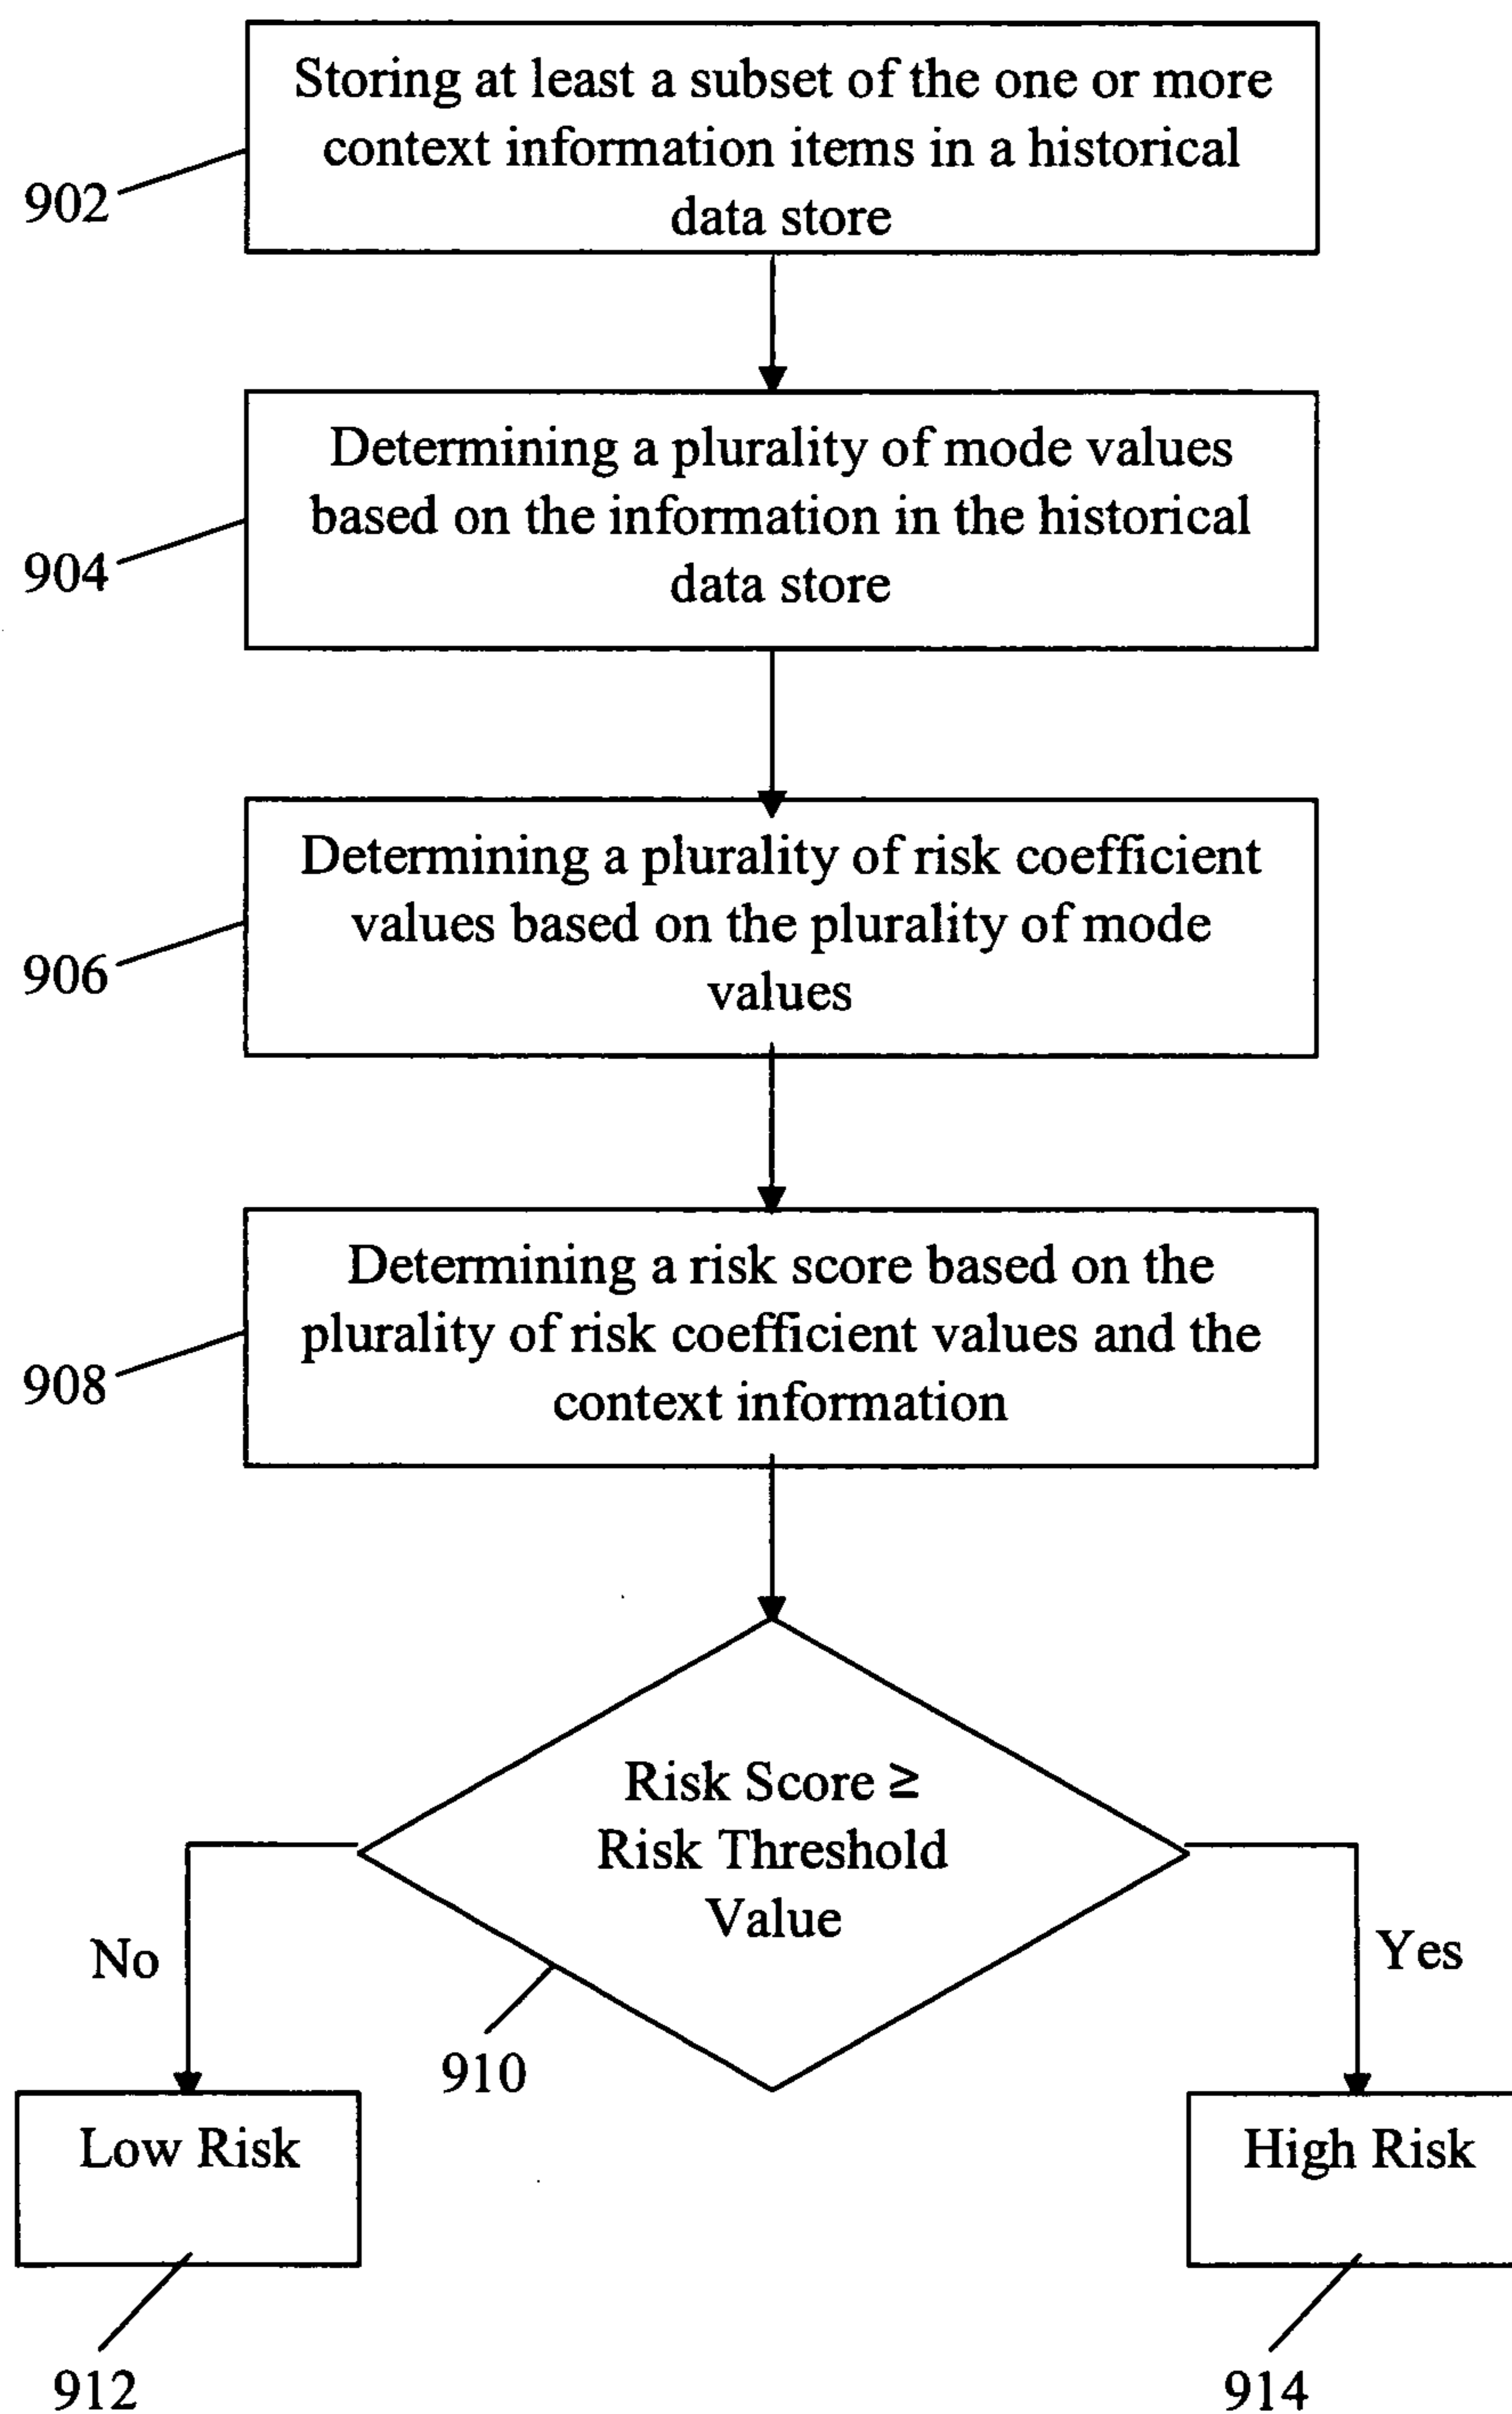 Storing at least a subset of the one or more
context information items in a historical
data store
902
Determining a plurality of mode values
based on the information in the historical
data store
904
Determining a plurality of risk coefficient
values based on the plurality of mode
values
906
Determining a risk score based on the
plurality of risk coefficient values and the
context information
908
Risk Score ≥
Risk Threshold
Value
No
Yes
910
Low Risk
High Risk
912
914